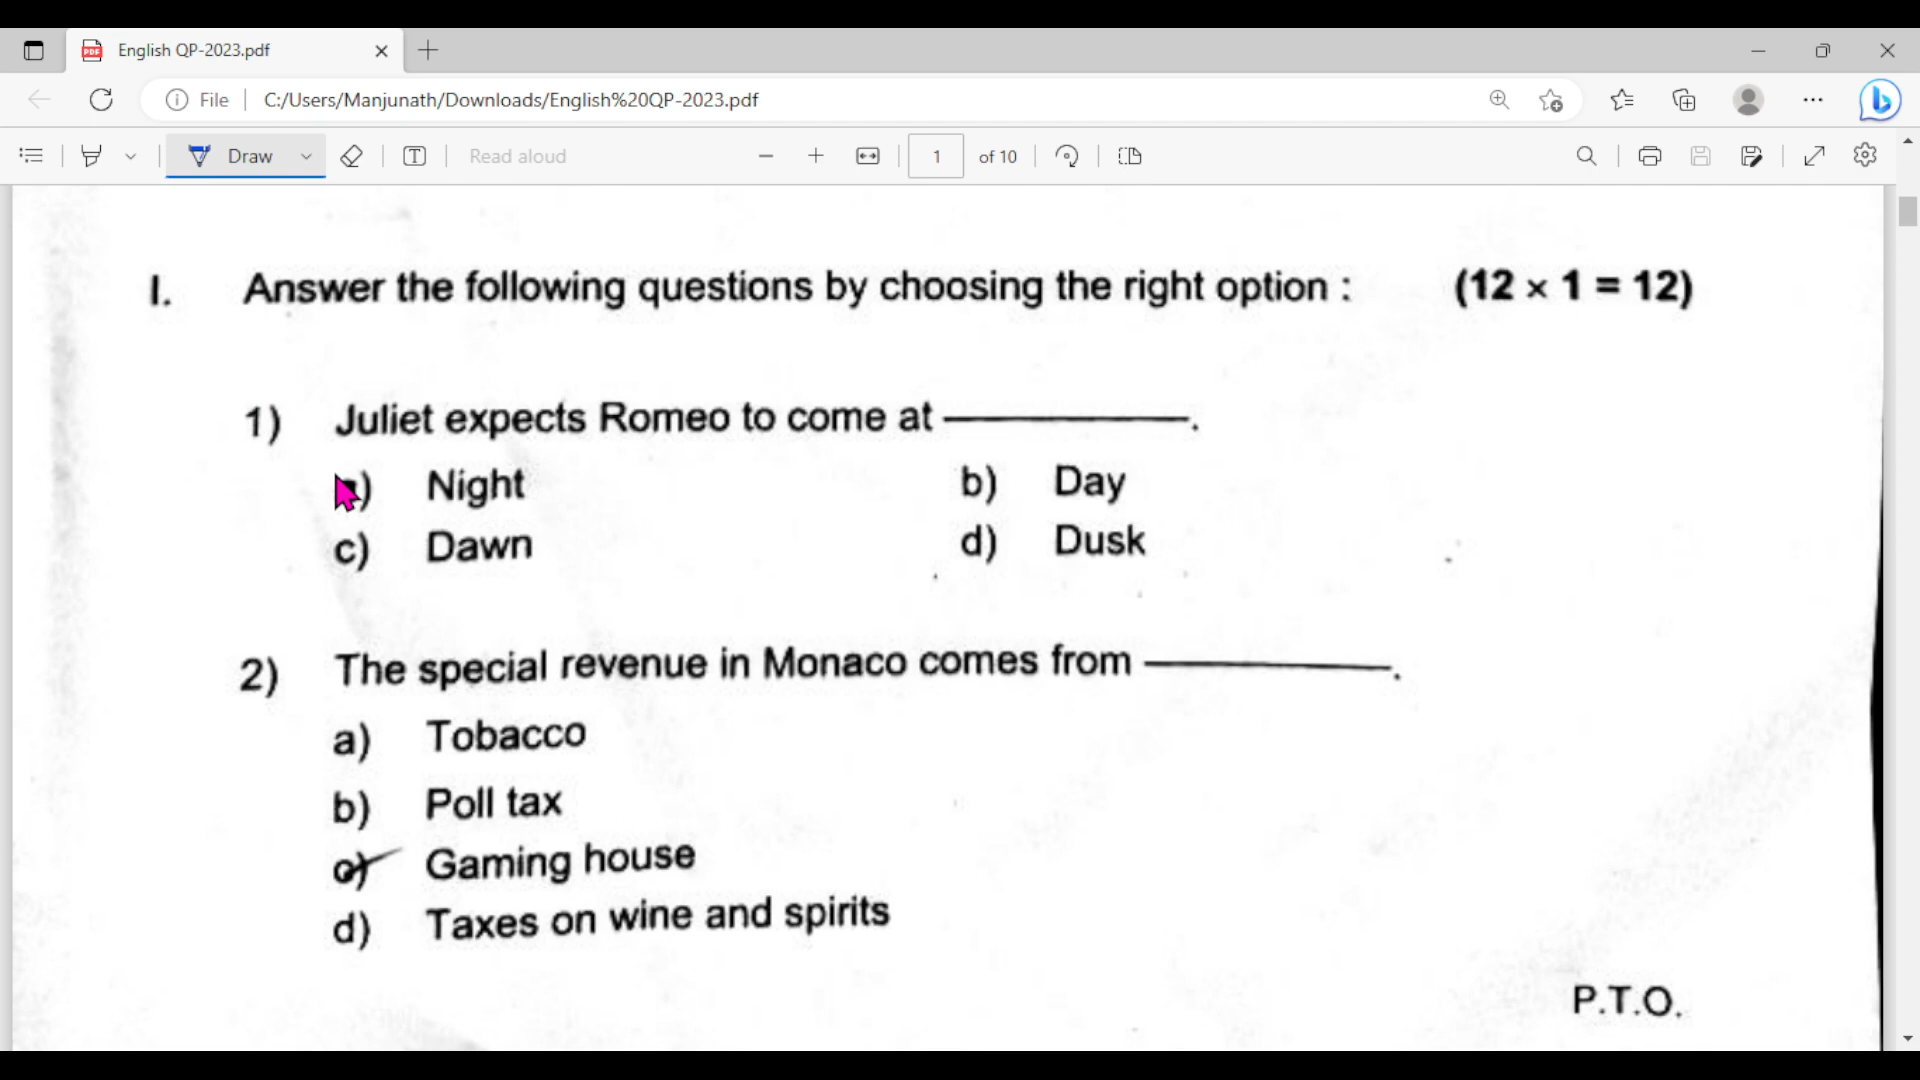 English QP-2023.pdf
File
C:/Users/Manjunath/Downloads/English%20QP-2023.pdf
Draw
Read aloud
1
of 10
I. Answer the following questions by choosing the right option : (12 × 1 = 12)
1) Juliet expects Romeo to come at ————.
a) Night b) Day
c) Dawn d) Dusk
2) The special revenue in Monaco comes from ————.
a) Tobacco
b) Poll tax
c) Gaming house
d) Taxes on wine and spirits
P.T.O.